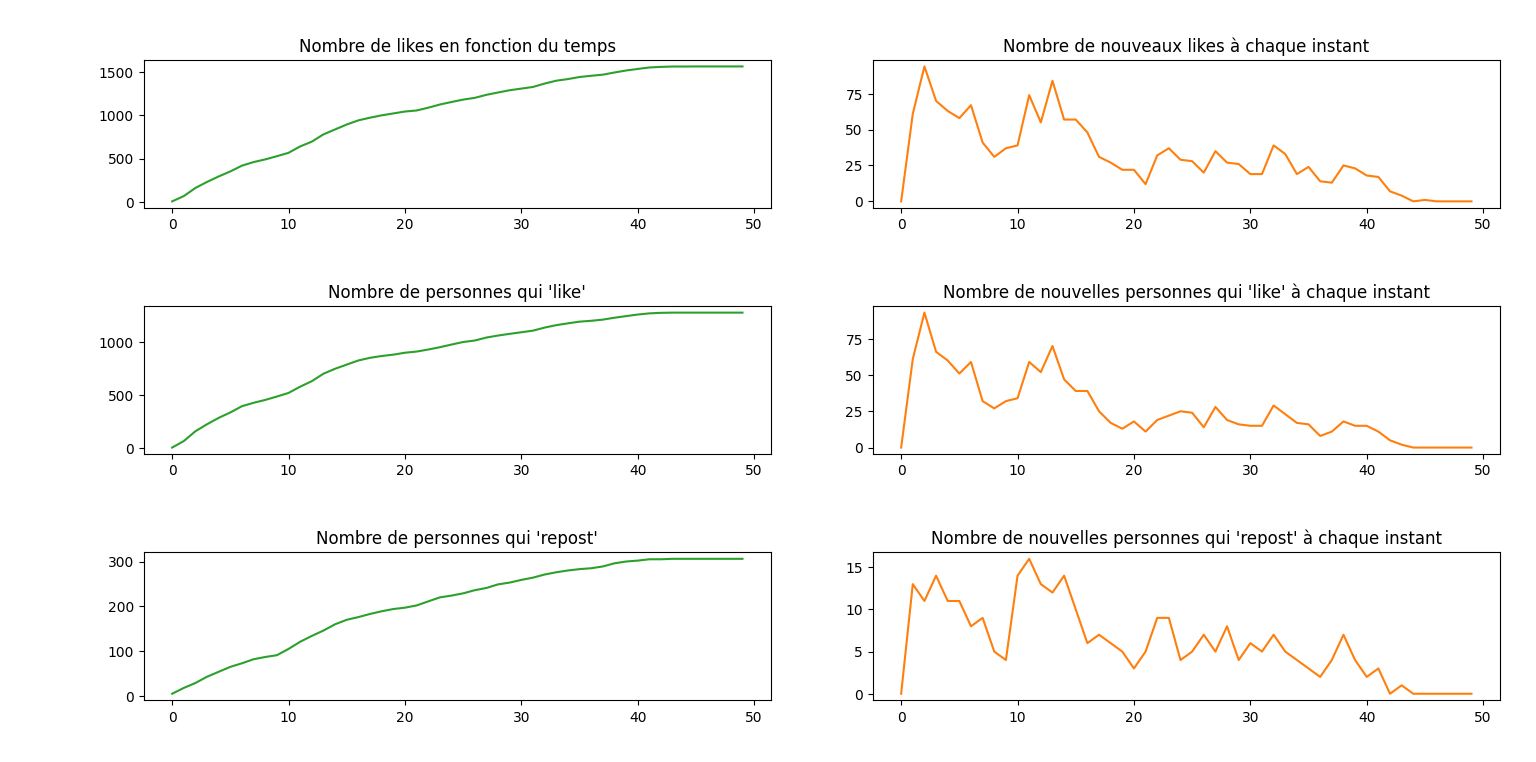 Nombre de likes en fonction du temps
1500
1000
500
0
0 10 20 30 40 50
Nombre de nouveaux likes à chaque instant
75
50
25
0
0 10 20 30 40 50
Nombre de personnes qui 'like'
1000
500
0
0 10 20 30 40 50
Nombre de nouvelles personnes qui 'like' à chaque instant
75
50
25
0
0 10 20 30 40 50
Nombre de personnes qui 'repost'
300
200
100
0
0 10 20 30 40 50
Nombre de nouvelles personnes qui 'repost' à chaque instant
15
10
5
0
0 10 20 30 40 50